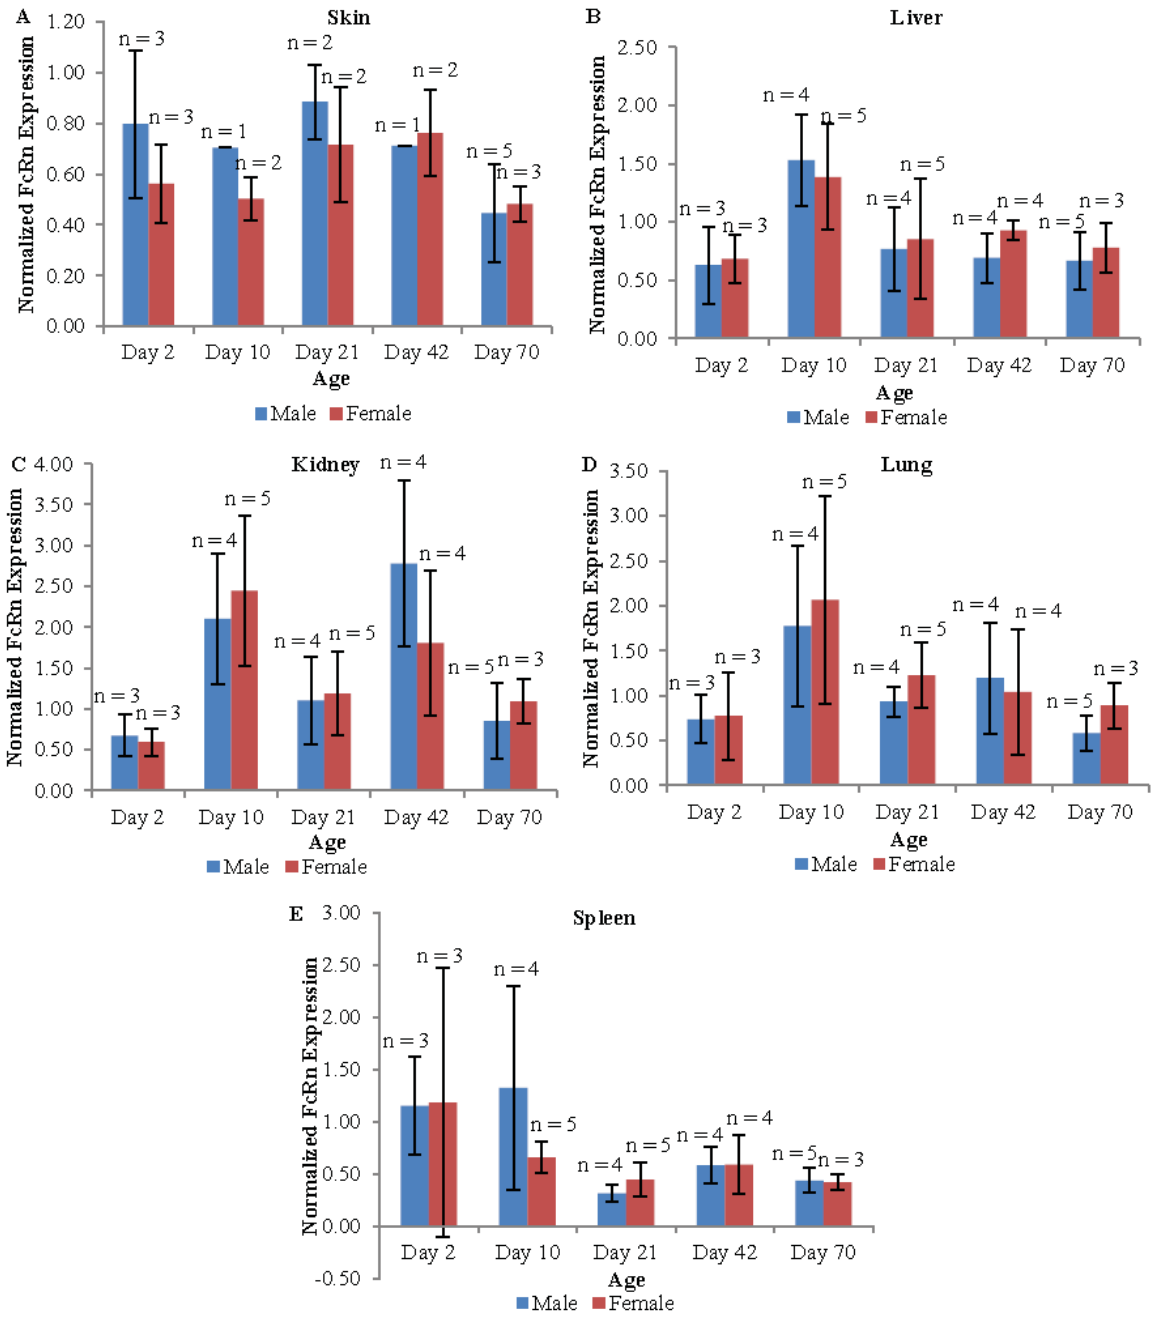 A
Skin
Normalized FcRn Expression
1.20
1.00
0.80
0.60
0.40
0.20
0.00
n = 3
n = 3
n = 1
n = 2
n = 2
n = 2
n = 1
n = 2
n = 5
n = 3
Day 2 Day 10 Day 21 Day 42 Day 70
Age
Male Female
B
Liver
Normalized FcRn Expression
2.50
2.00
1.50
1.00
0.50
0.00
n = 3
n = 3
n = 4
n = 5
n = 4
n = 5
n = 4
n = 4
n = 5
n = 3
Day 2 Day 10 Day 21 Day 42 Day 70
Age
Male Female
C
Kidney
Normalized FcRn Expression
4.00
3.50
3.00
2.50
2.00
1.50
1.00
0.50
0.00
n = 3
n = 3
n = 4
n = 5
n = 4
n = 5
n = 4
n = 4
n = 5
n = 3
Day 2 Day 10 Day 21 Day 42 Day 70
Age
Male Female
D
Lung
Normalized FcRn Expression
3.50
3.00
2.50
2.00
1.50
1.00
0.50
0.00
n = 3
n = 3
n = 4
n = 5
n = 4
n = 5
n = 4
n = 4
n = 5
n = 3
Day 2 Day 10 Day 21 Day 42 Day 70
Age
Male Female
E
Spleen
Normalized FcRn Expression
3.00
2.50
2.00
1.50
1.00
0.50
0.00
-0.50
n = 3
n = 3
n = 4
n = 5
n = 4
n = 5
n = 4
n = 4
n = 5
n = 3
Day 2 Day 10 Day 21 Day 42 Day 70
Age
Male Female